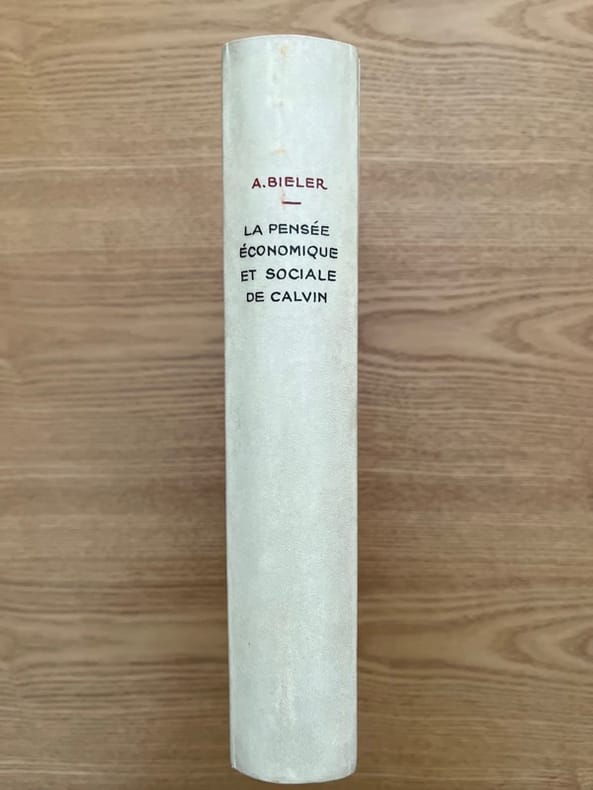 A. BIELER
LA PENSÉE
ÉCONOMIQUE
ET SOCIALE
DE CALVIN